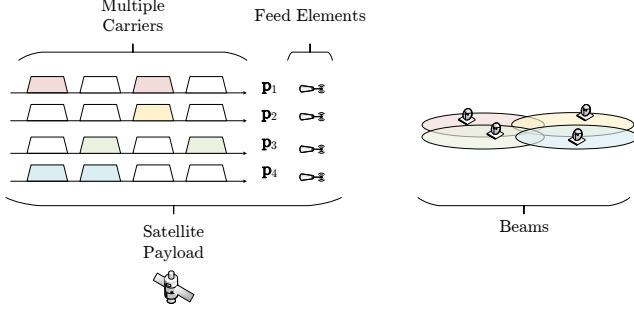 Multiple
Carriers
Feed Elements
p1
p2
p3
p4
Satellite
Payload
Beams